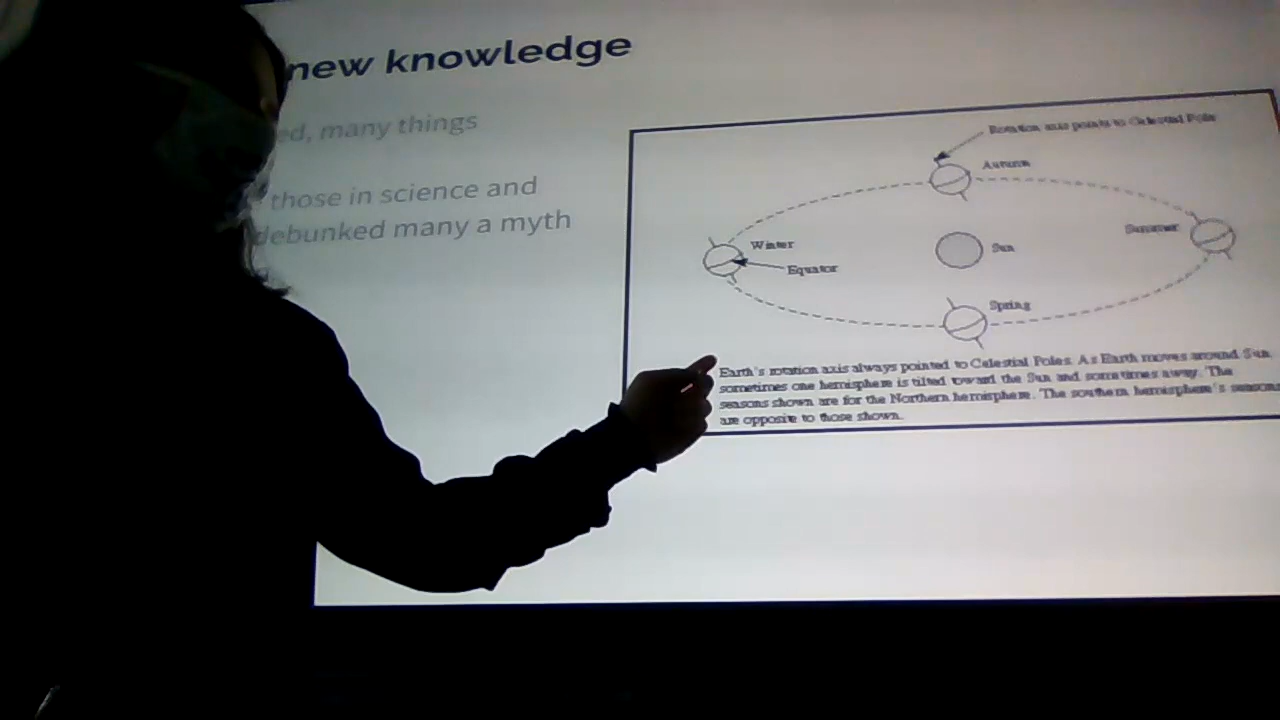 new knowledge
ed, many things
those in science and
debunked many a myth
Rotation axis points to Celestial Pole
Autumn
Winter
Equator
Sun
Summer
Spring
Earth's rotation axis always pointed to Celestial Poles. As Earth moves around Sun
sometimes one hemisphere is tilted toward the Sun and sometimes away. The
seasons shown are for the Northern hemisphere. The southern hemisphere's seasons
are opposite to those shown.